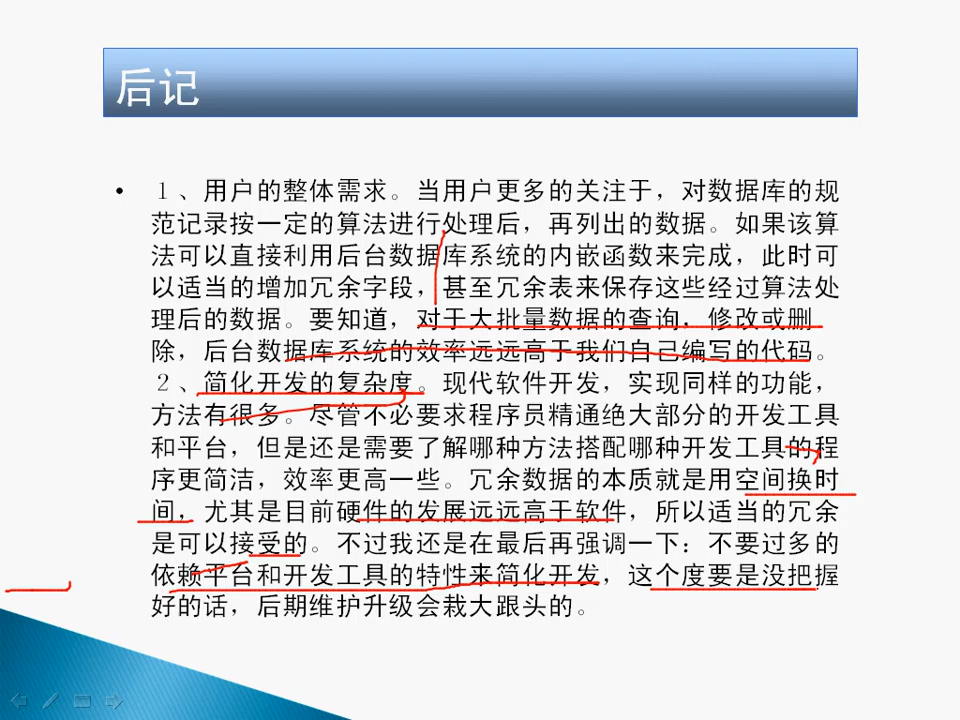 后记
• 1、用户的整体需求。当用户更多的关注于，对数据库的规
范记录按一定的算法进行处理后，再列出的数据。如果该算
法可以直接利用后台数据库系统的内嵌函数来完成，此时可
以适当的增加冗余字段，甚至冗余表来保存这些经过算法处
理后的数据。要知道，对于大批量数据的查询，修改或删
除，后台数据库系统的效率远远高于我们自己编写的代码。
2、简化开发的复杂度。现代软件开发，实现同样的功能，
方法有很多。尽管不必要求程序员精通绝大部分的开发工具
和平台，但是还是需要了解哪种方法搭配哪种开发工具的程
序更简洁，效率更高一些。冗余数据的本质就是用空间换时
间，尤其是目前硬件的发展远远高于软件，所以适当的冗余
是可以接受的。不过我还是在最后再强调一下：不要过多的
依赖平台和开发工具的特性来简化开发，这个度要是没把握
好的话，后期维护升级会栽大跟头的。